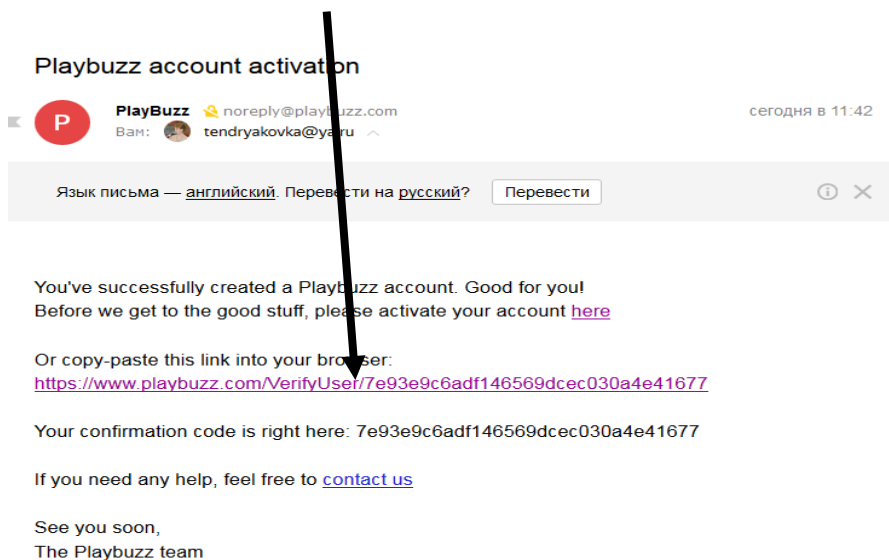 Playbuzz account activation
P
PlayBuzz noreply@playbuzz.com
сегодня в 11:42
Вам: tendryakovka@ya.ru
Язык письма — английский. Перевести на русский? Перевести
You've successfully created a Playbuzz account. Good for you!
Before we get to the good stuff, please activate your account here
Or copy-paste this link into your browser:
https://www.playbuzz.com/VerifyUser/7e93e9c6adf146569dcec030a4e41677
Your confirmation code is right here: 7e93e9c6adf146569dcec030a4e41677
If you need any help, feel free to contact us
See you soon,
The Playbuzz team